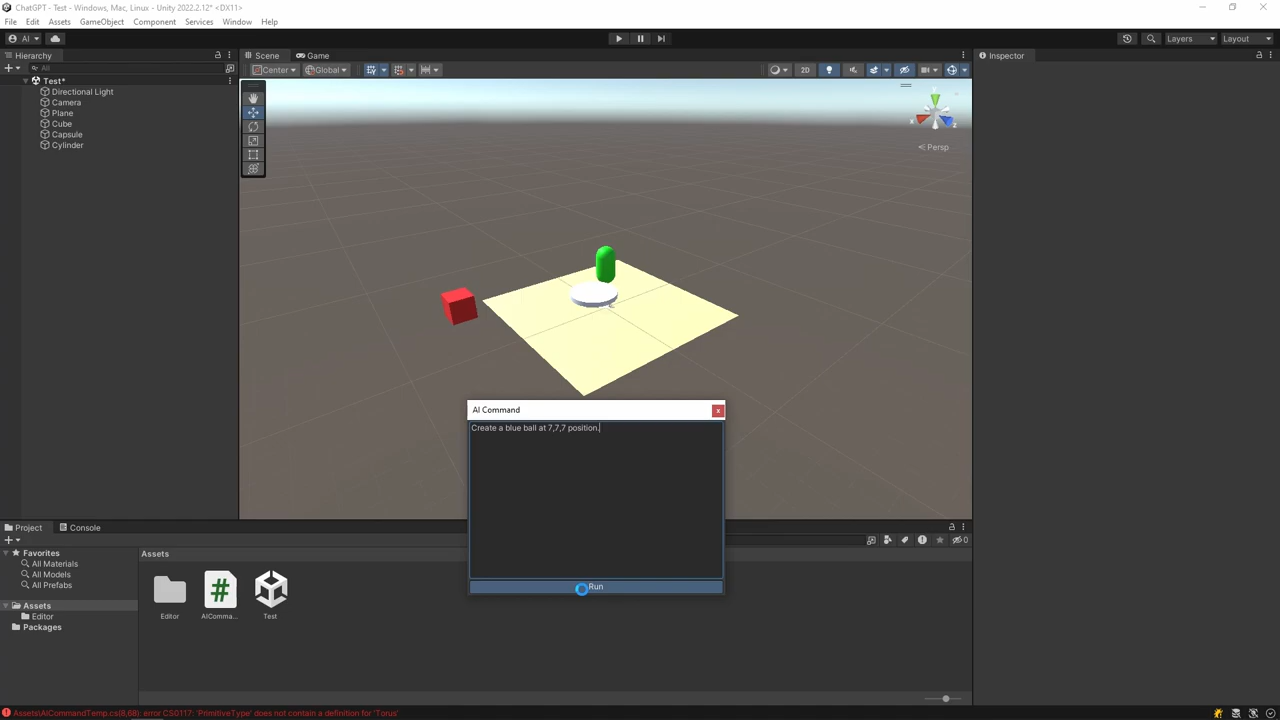 ChatGPT - Test - Windows, Mac, Linux - Unity 2022.2.12* <DX11>
File Edit Assets GameObject Component Services Window Help
AI Layers Layout
Hierarchy Scene Game Inspector
All Center Global 2D
Test*
Directional Light
Camera
Plane
Cube
Capsule
Cylinder
Persp
AI Command x
Create a blue ball at 7,7,7 position.
Run
Project Console
0
Favorites Assets
All Materials
All Models
All Prefabs
Assets
Editor
Packages
# 
Editor AIComma... Test
Assets\AICommandTemp.cs(8,68): error CS0117: 'PrimitiveType' does not contain a definition for 'Torus'